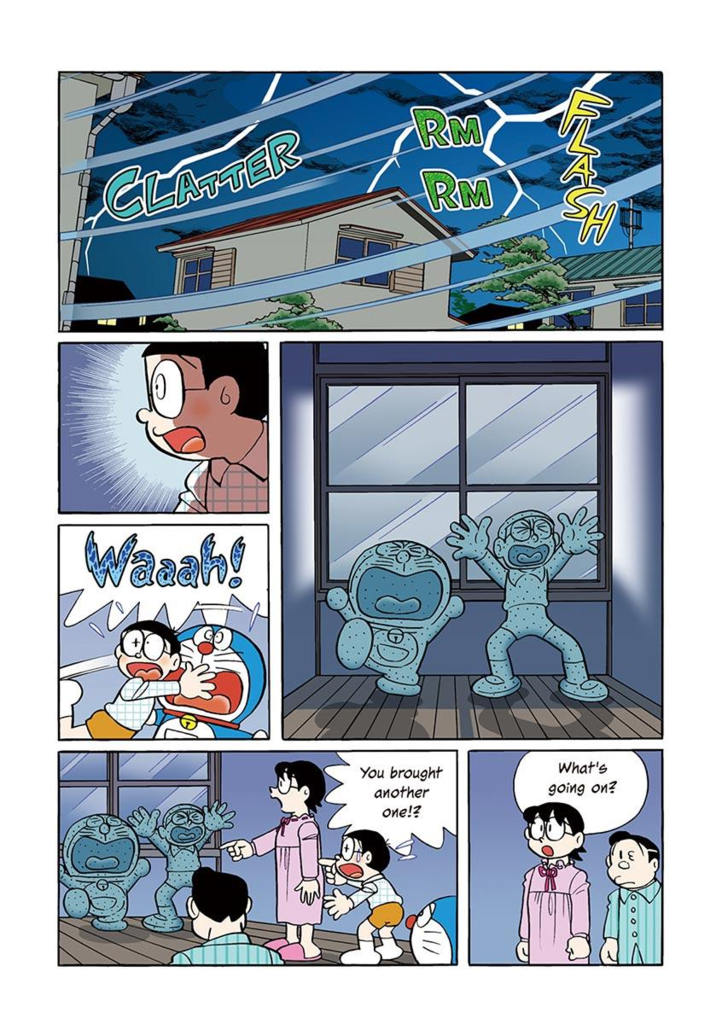 CLATTER
RM
RM
FLASH
Waaah!
You brought
another
one!?
What's
going on?